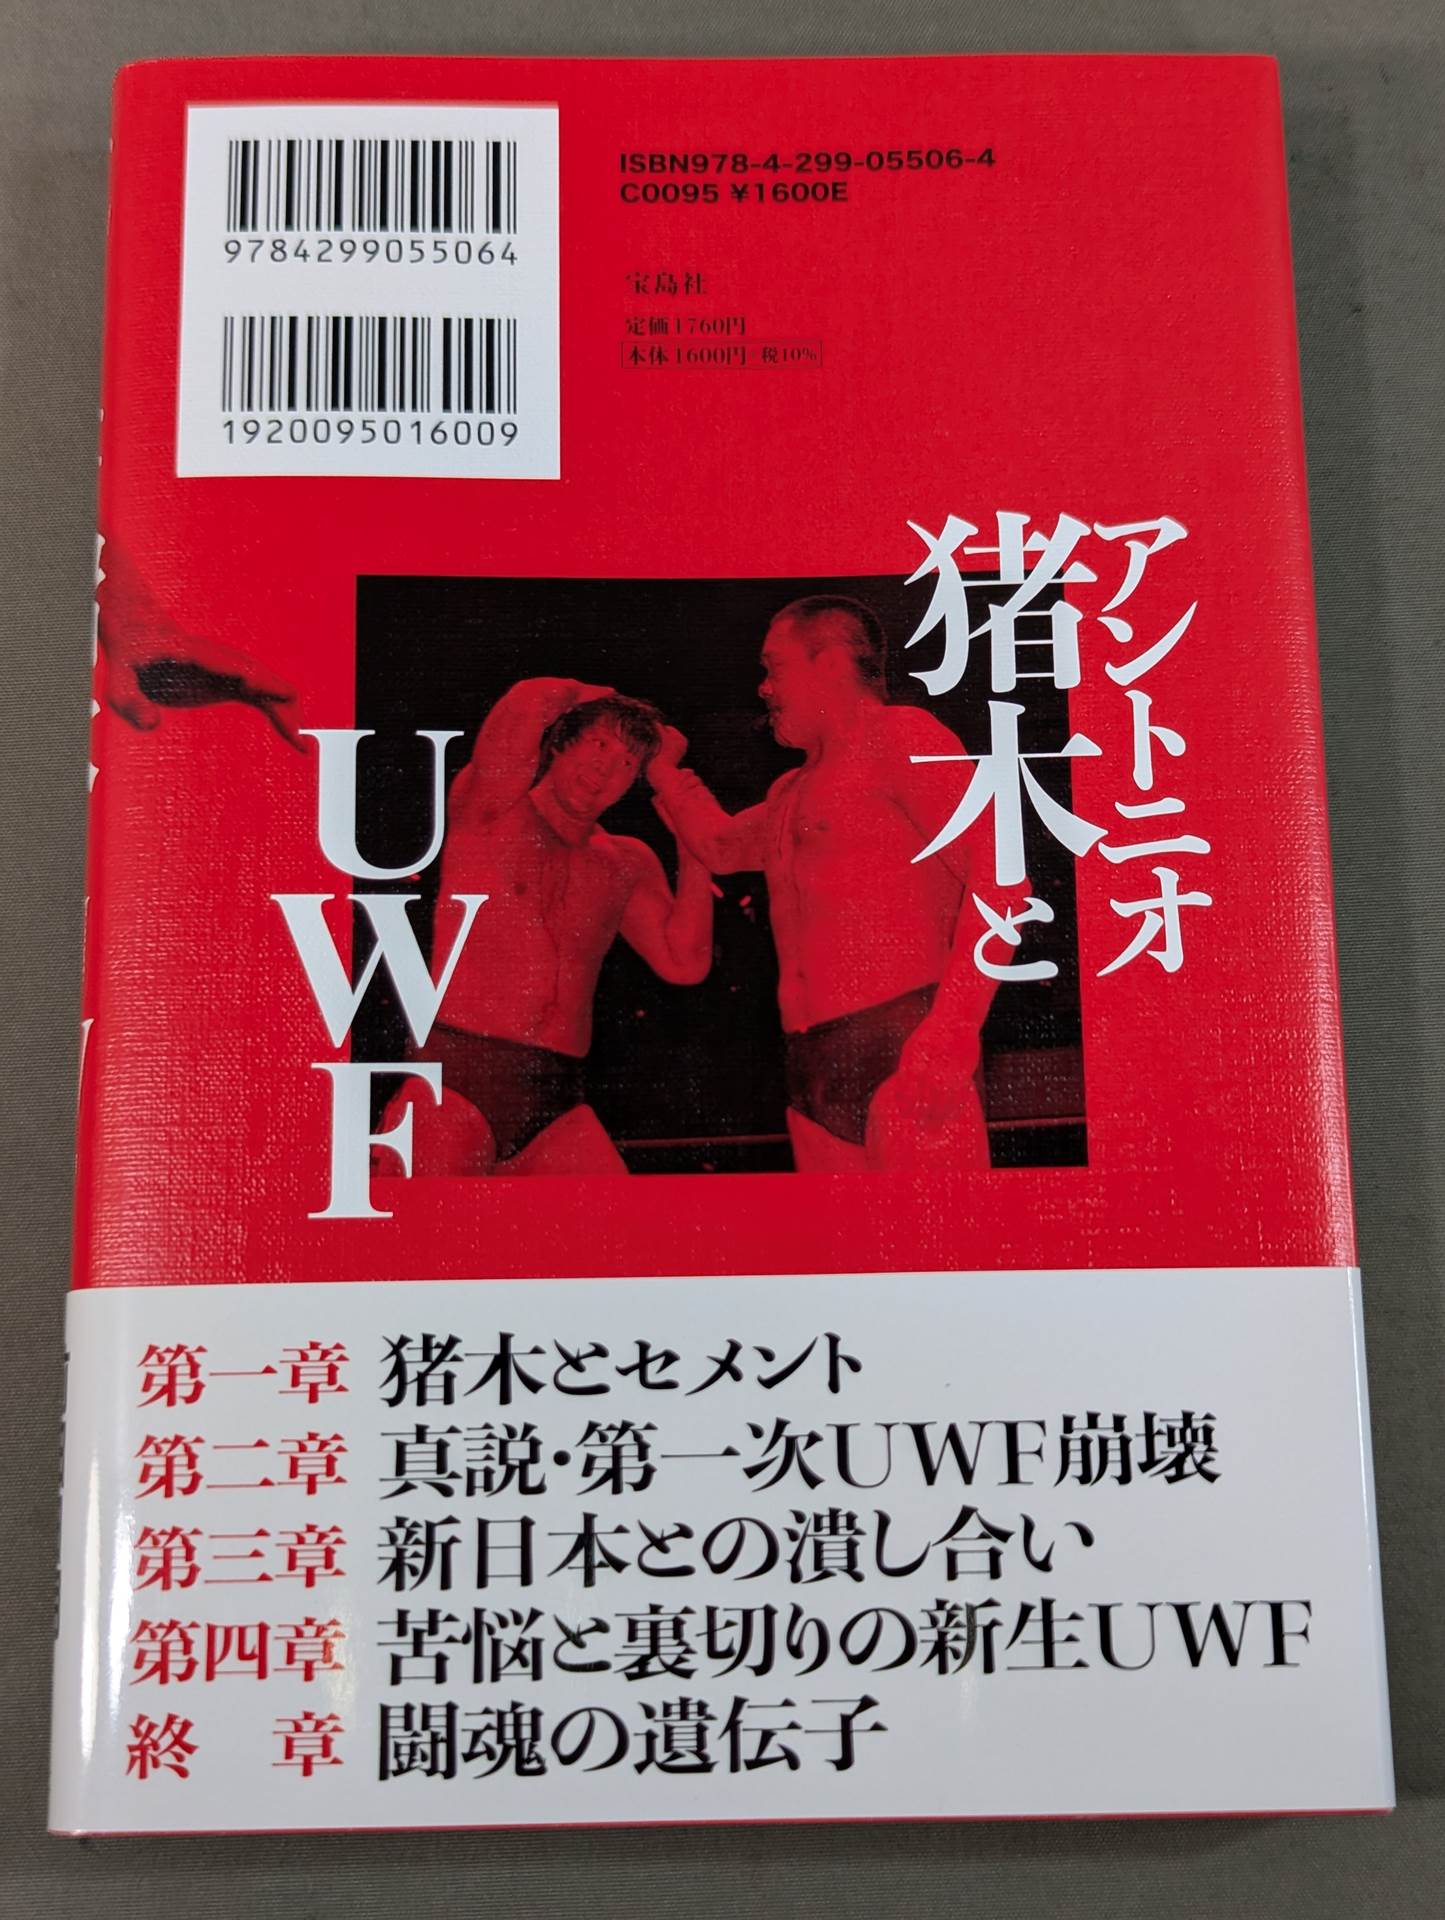 9784299055064
1920095016009
ISBN978-4-299-05506-4
C0095 ¥1600E
宝島社
定価1760円
本体1600円 税10%
アントニオ
猪木と
UWF
第一章 猪木とセメント
第二章 真説・第一次UWF崩壊
第三章 新日本との潰し合い
第四章 苦悩と裏切りの新生UWF
終　章 闘魂の遺伝子